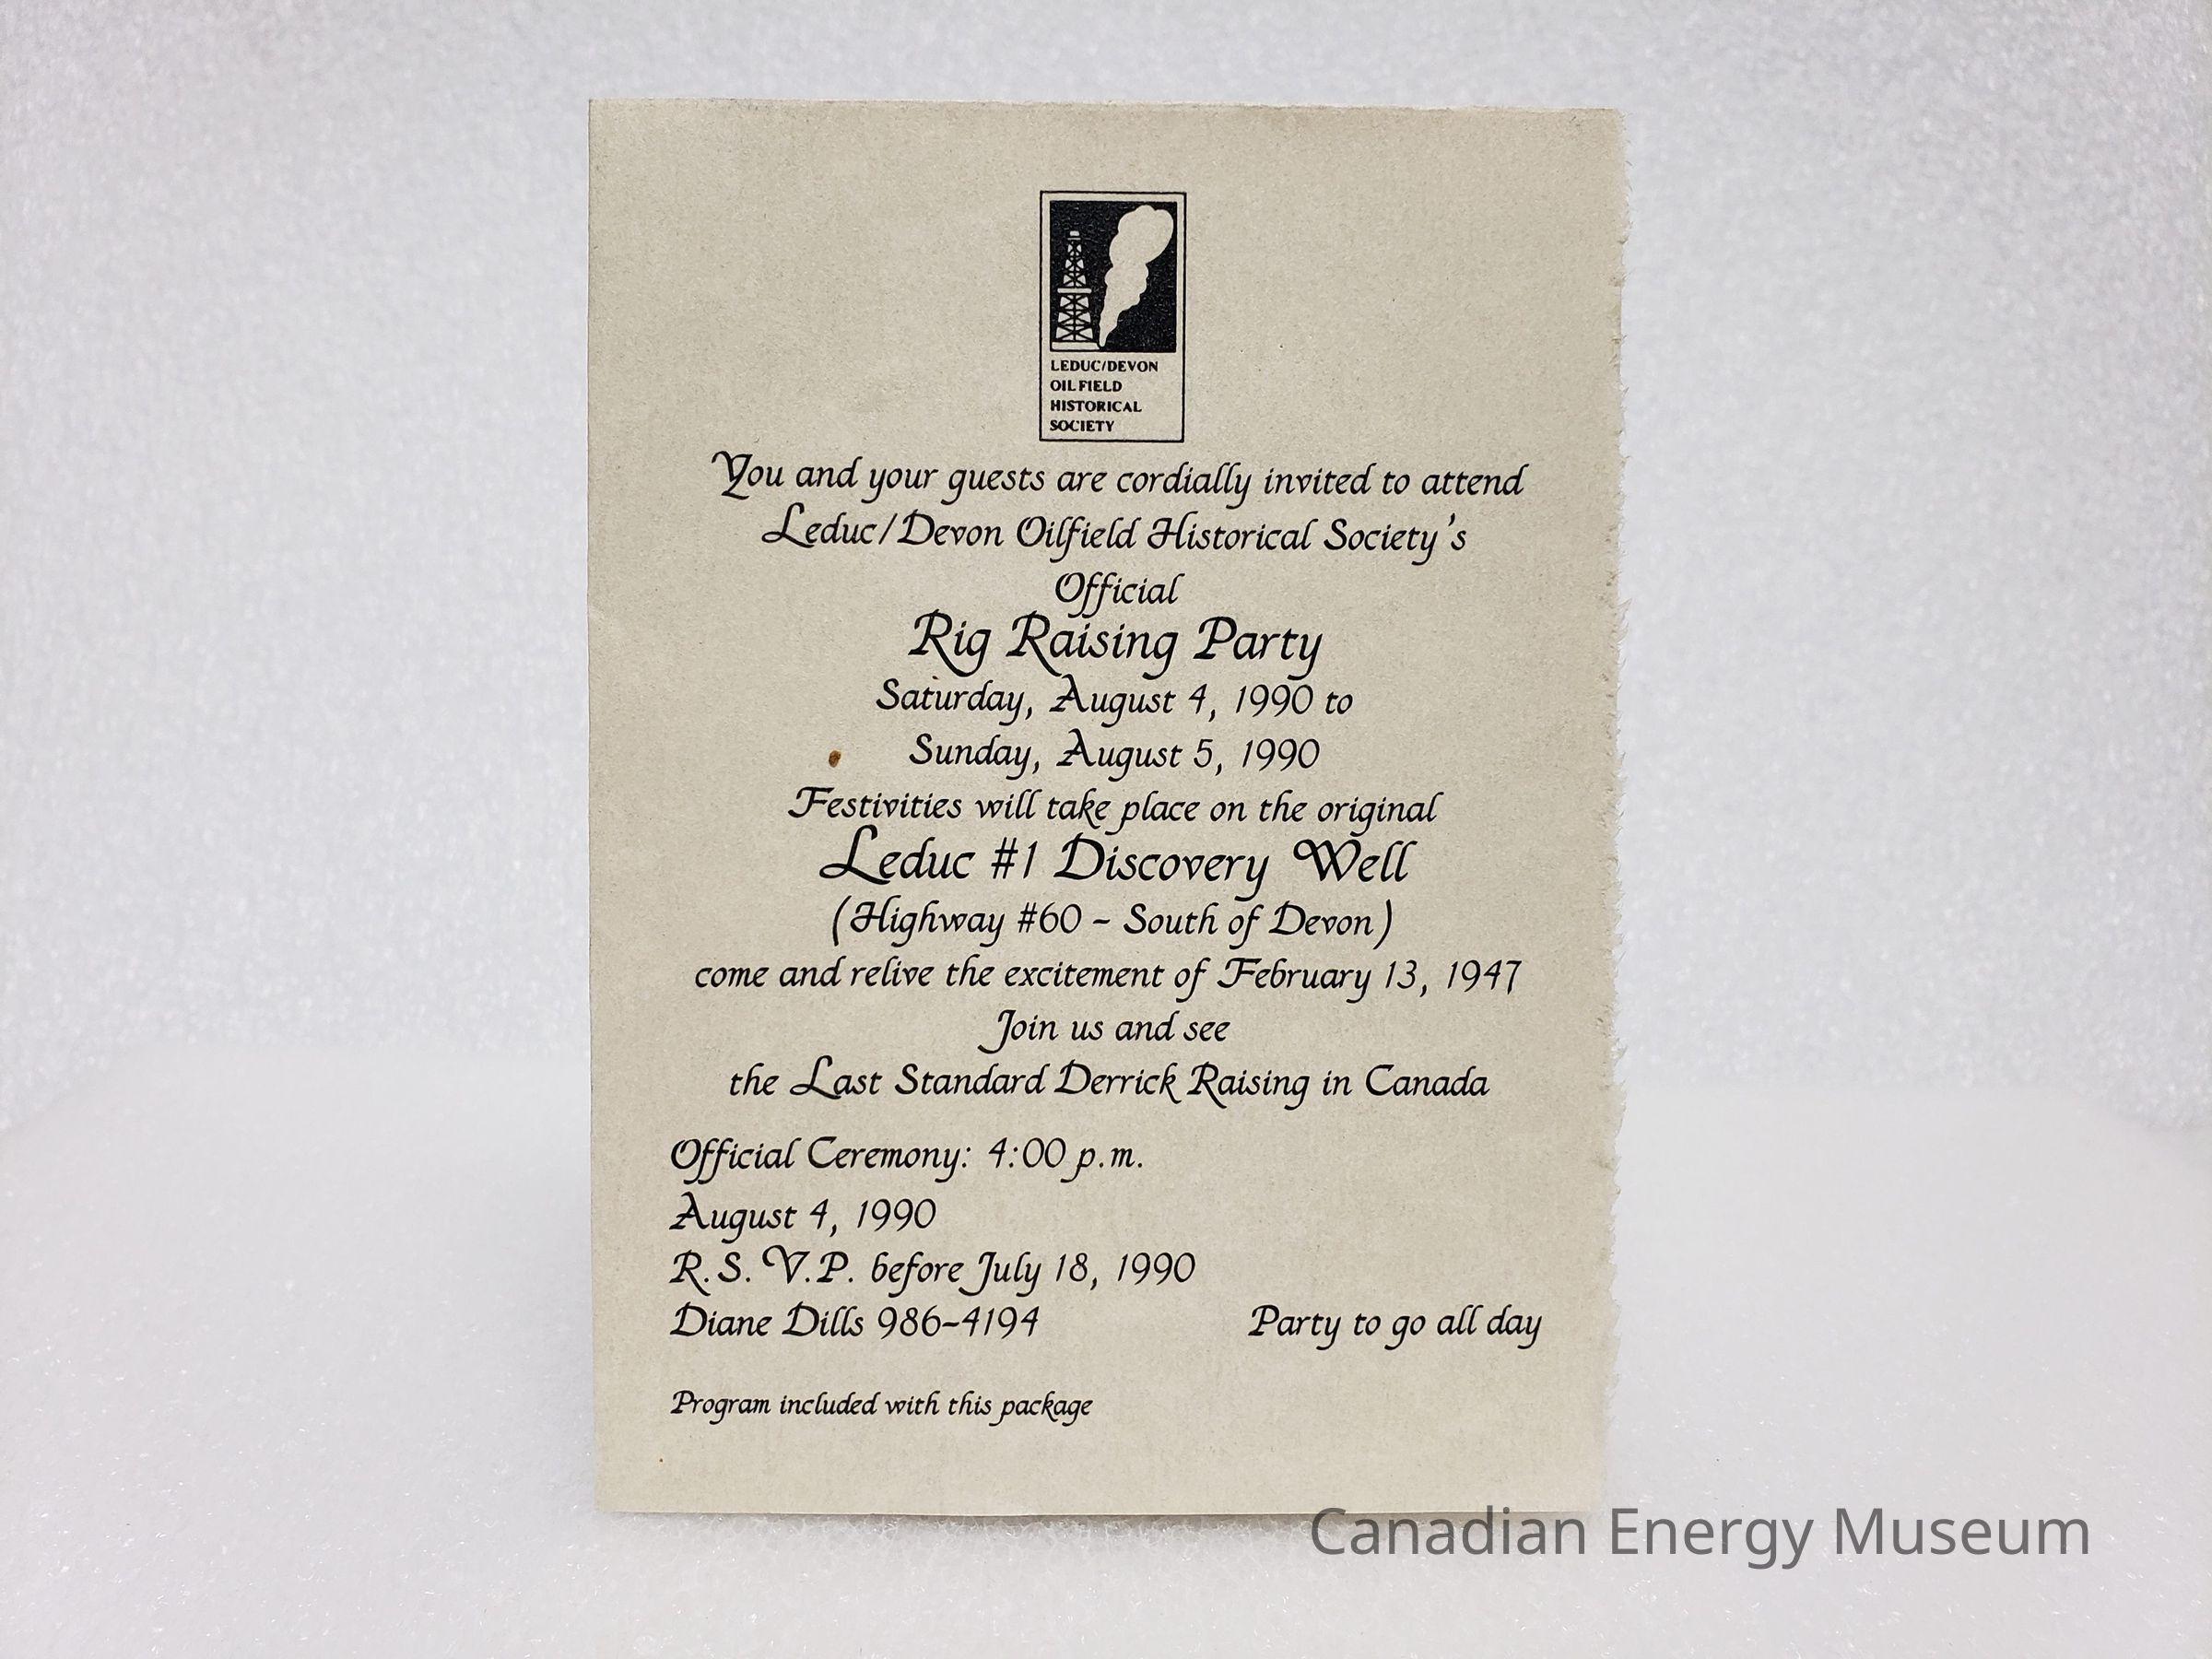 LEDUC/DEVON
OILFIELD
HISTORICAL
SOCIETY
You and your guests are cordially invited to attend
Leduc/Devon Oilfield Historical Society's
Official
Rig Raising Party
Saturday, August 4, 1990 to
Sunday, August 5, 1990
Festivities will take place on the original
Leduc #1 Discovery Well
(Highway #60 - South of Devon)
come and relive the excitement of February 13, 1947
Join us and see
the Last Standard Derrick Raising in Canada
Official Ceremony: 4:00 p.m.
August 4, 1990
R.S.V.P. before July 18, 1990
Diane Dills 986-4194 Party to go all day
Program included with this package
Canadian Energy Museum